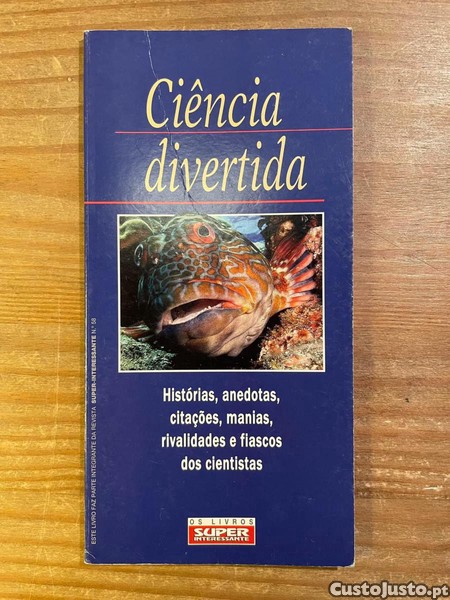 Ciência
divertida
Histórias, anedotas,
citações, manias,
rivalidades e fiascos
dos cientistas
ESTE LIVRO FAZ PARTE INTEGRANTE DA REVISTA SUPER-INTERESSANTE N.º 58
OS LIVROS
SUPER
INTERESSANTE
CustoJusto.pt